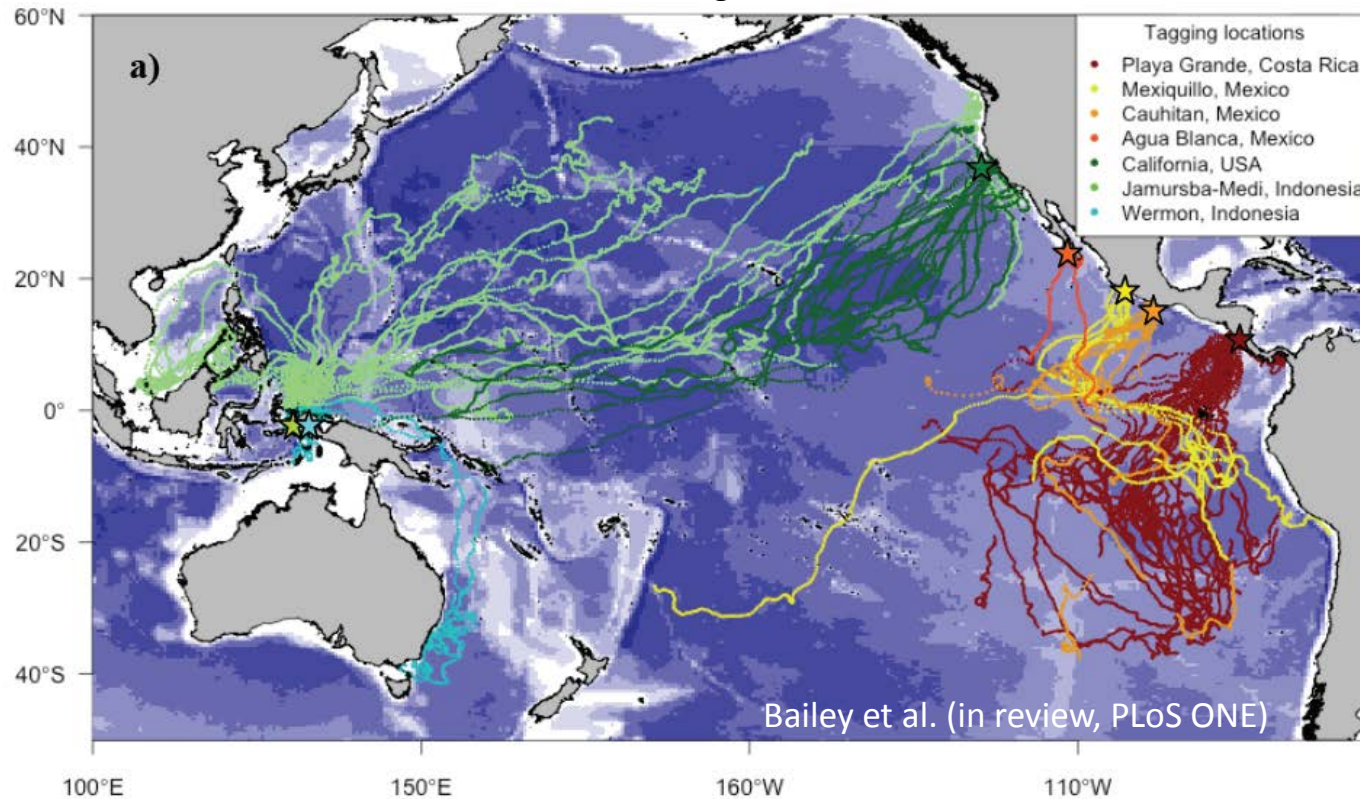 60°N
40°N
20°N
0°
20°S
40°S
a)
Tagging locations
Playa Grande, Costa Rica
Mexiquillo, Mexico
Cauhitan, Mexico
Agua Blanca, Mexico
California, USA
Jamursba-Medi, Indonesia
Wermon, Indonesia
Bailey et al. (in review, PLoS ONE)
100°E 150°E 160°W 110°W